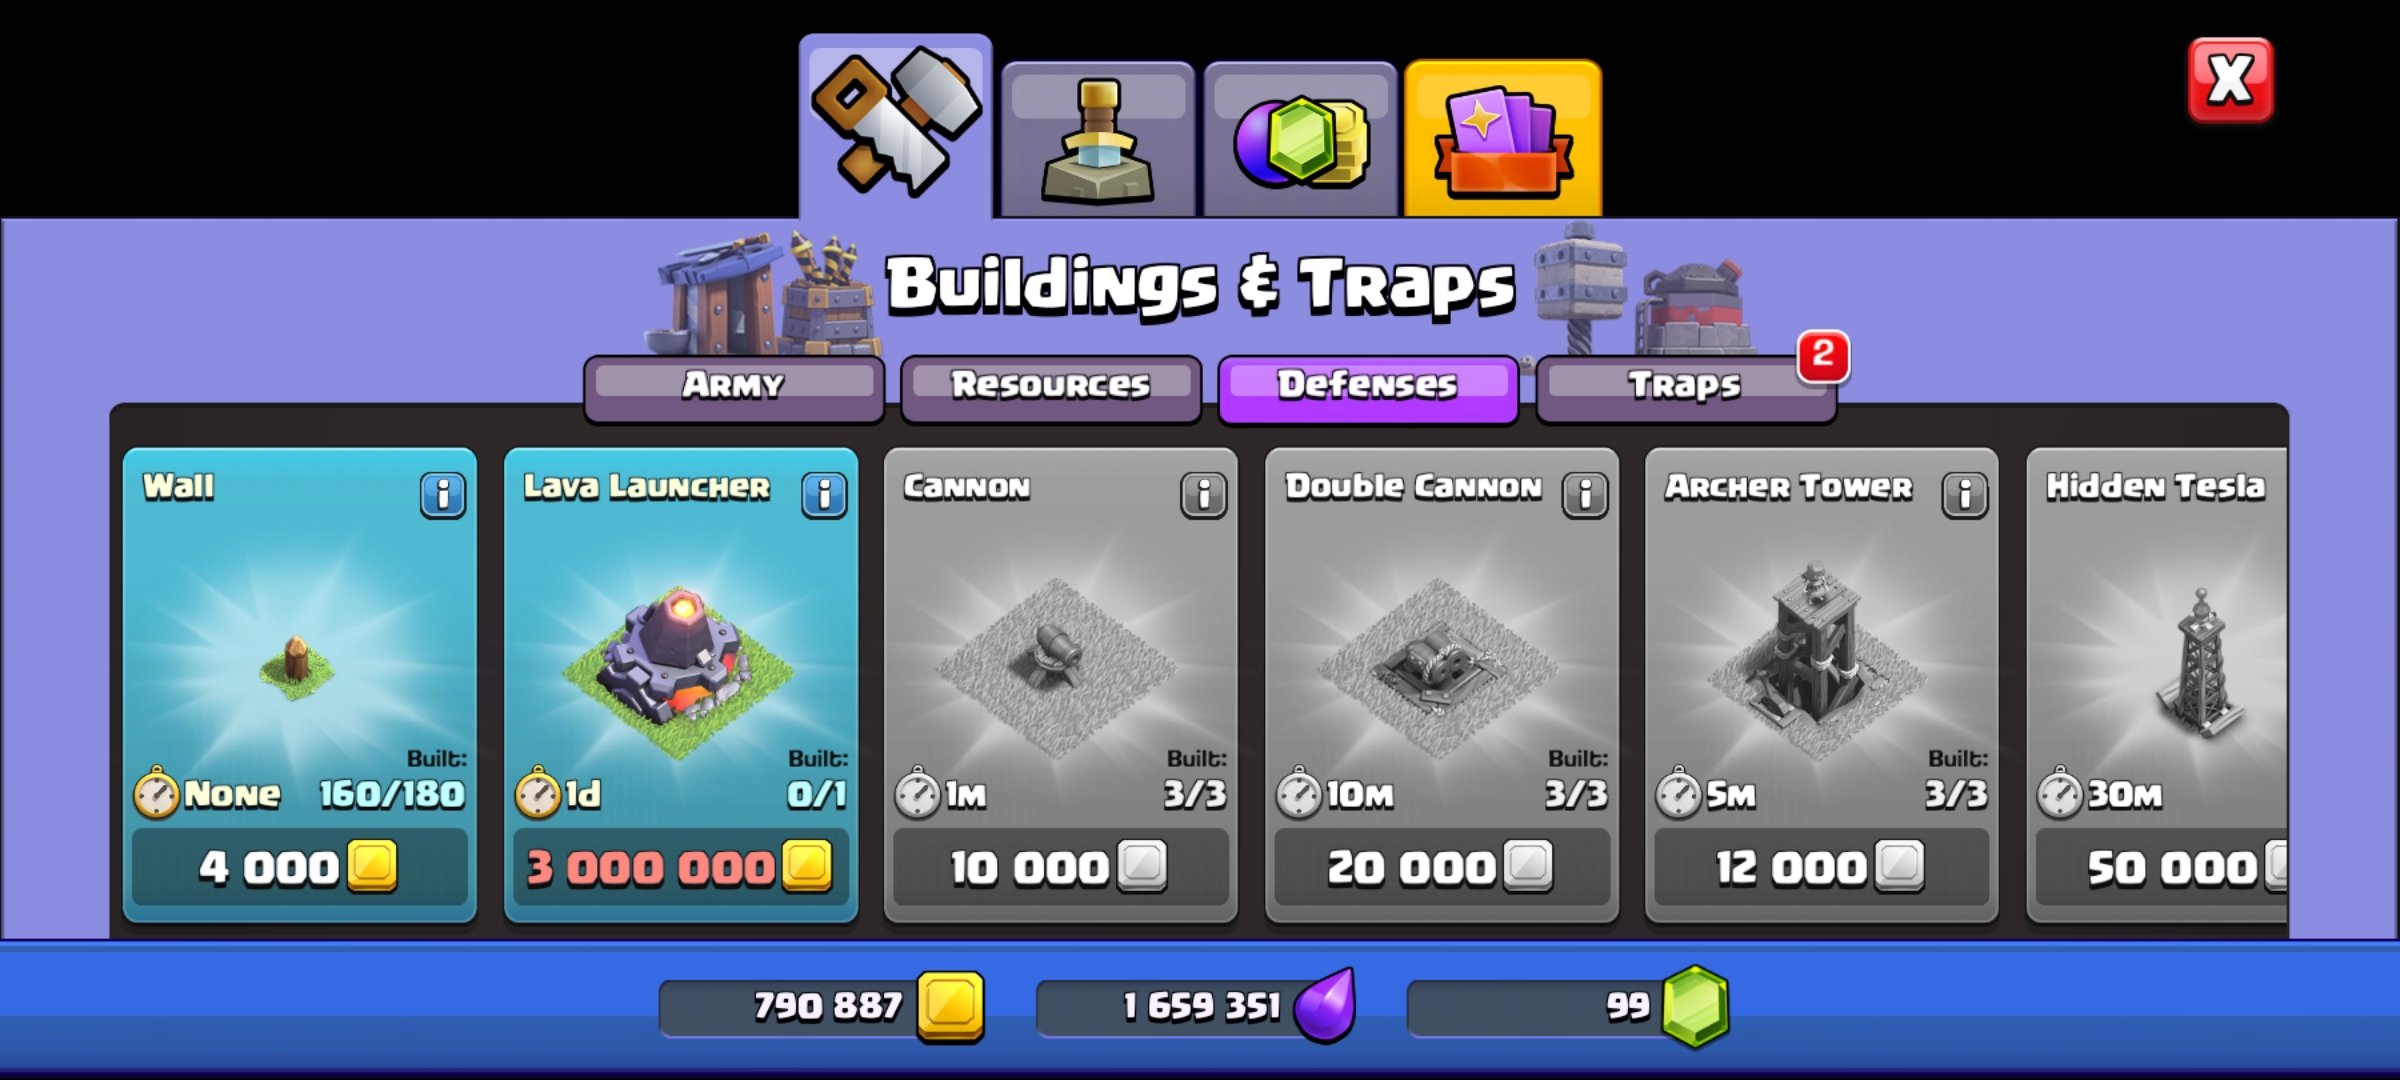 X
Buildings & Traps
Army
Resources
Defenses
Traps
2
Wall
i
Built:
None
160/180
4 000
Lava Launcher
i
Built:
1d
0/1
3 000 000
Cannon
i
Built:
1m
3/3
10 000
Double Cannon
i
Built:
10m
3/3
20 000
Archer Tower
i
Built:
5m
3/3
12 000
Hidden Tesla
30m
50 000
790 887
1 659 351
99